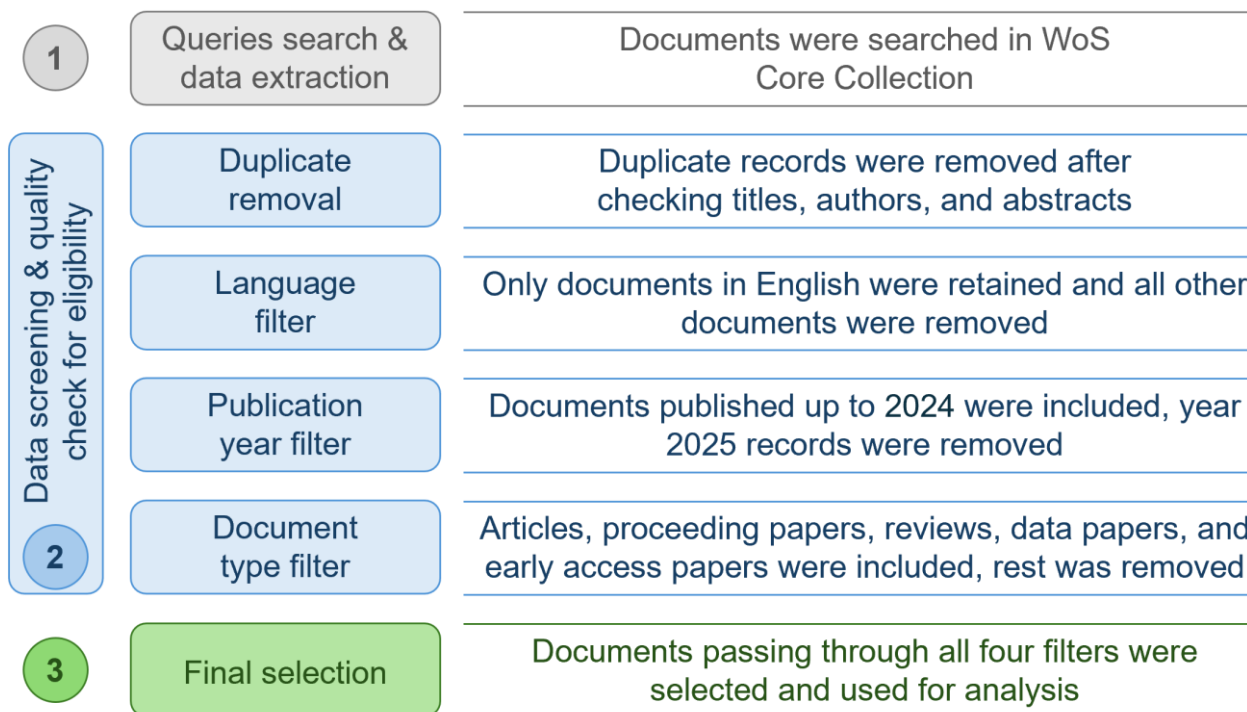 1
Queries search &
data extraction
Documents were searched in WoS
Core Collection
Data screening & quality
check for eligibility
2
Duplicate
removal
Duplicate records were removed after
checking titles, authors, and abstracts
Language
filter
Only documents in English were retained and all other
documents were removed
Publication
year filter
Documents published up to 2024 were included, year
2025 records were removed
Document
type filter
Articles, proceeding papers, reviews, data papers, and
early access papers were included, rest was removed
3
Final selection
Documents passing through all four filters were
selected and used for analysis